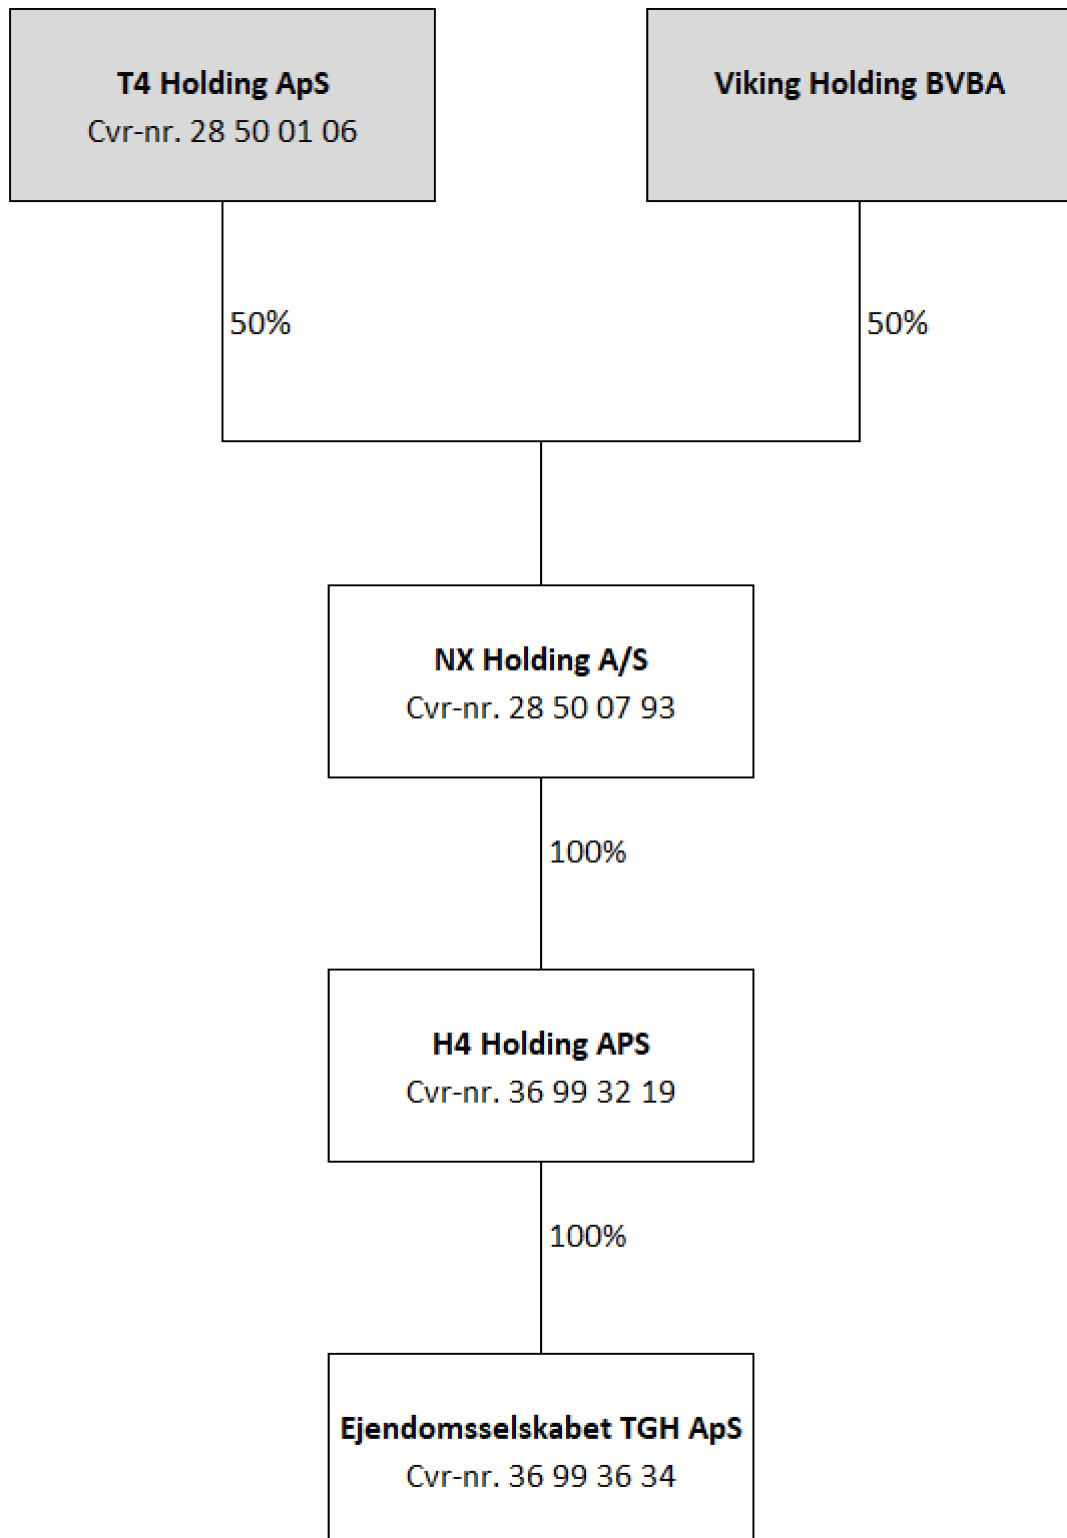 T4 Holding ApS
Cvr-nr. 28 50 01 06
Viking Holding BVBA
50%
50%
NX Holding A/S
Cvr-nr. 28 50 07 93
100%
H4 Holding APS
Cvr-nr. 36 99 32 19
100%
Ejendomsselskabet TGH ApS
Cvr-nr. 36 99 36 34